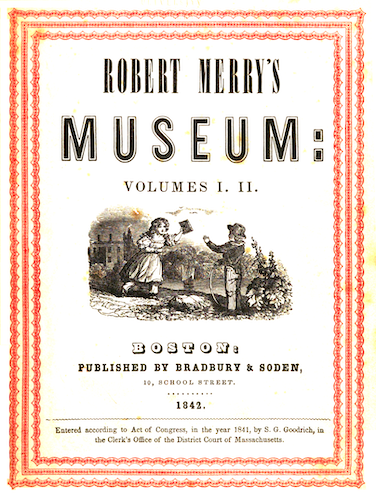 ROBERT MERRY'S
MUSEUM:
VOLUMES I. II.
BOSTON:
PUBLISHED BY BRADBURY & SODEN,
10, SCHOOL STREET.
1842.
Entered according to Act of Congress, in the year 1841, by S. G. Goodrich, in
the Clerk's Office of the District Court of Massachusetts.